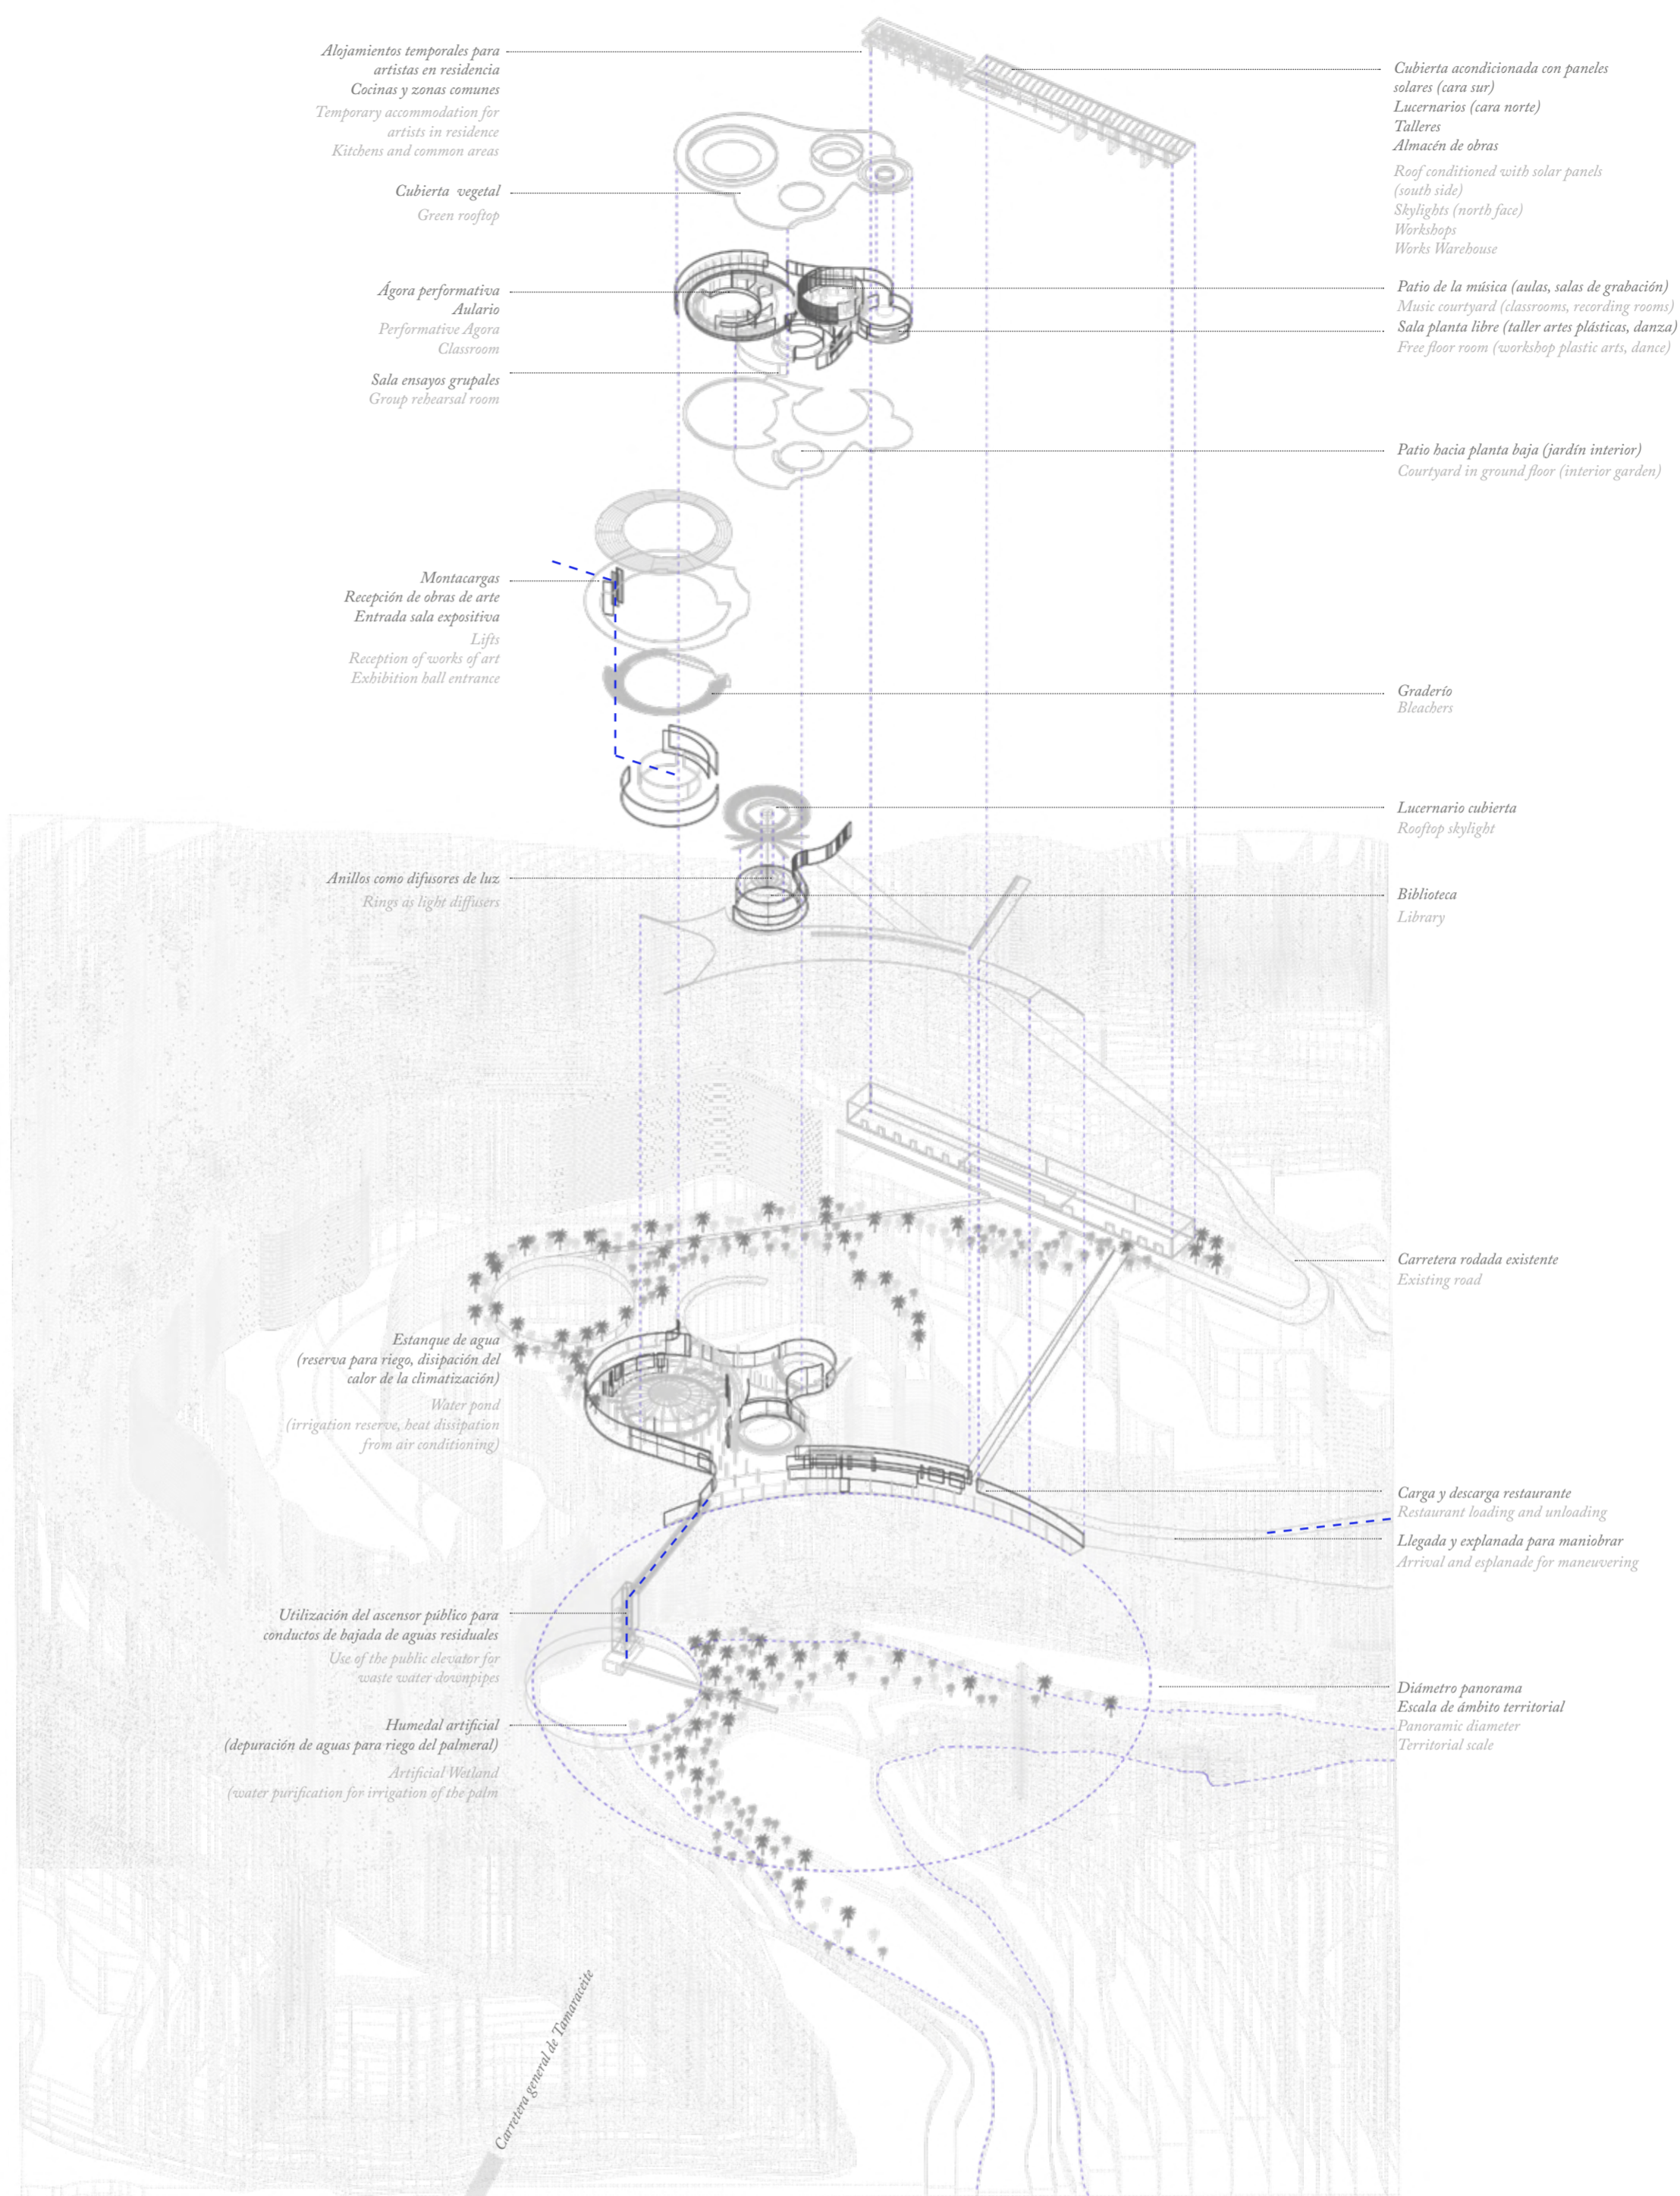 Alojamientos temporales para
artistas en residencia
Cocinas y zonas comunes
Temporary accommodation for
artists in residence
Kitchens and common areas
Cubierta vegetal
Green rooftop
Ágora performativa
Aulario
Performative Agora
Classroom
Sala ensayos grupales
Group rehearsal room
Montacargas
Recepción de obras de arte
Entrada sala expositiva
Lifts
Reception of works of art
Exhibition hall entrance
Anillos como difusores de luz
Rings as light diffusers
Estanque de agua
(reserva para riego, disipación del
calor de la climatización)
Water pond
(irrigation reserve, heat dissipation
from air conditioning)
Utilización del ascensor público para
conductos de bajada de aguas residuales
Use of the public elevator for
waste water downpipes
Humedal artificial
(depuración de aguas para riego del palmeral)
Artificial Wetland
(water purification for irrigation of the palm
Carretera general de Tamaraceite
Cubierta acondicionada con paneles
solares (cara sur)
Lucernarios (cara norte)
Talleres
Almacén de obras
Roof conditioned with solar panels
(south side)
Skylights (north face)
Workshops
Works Warehouse
Patio de la música (aulas, salas de grabación)
Music courtyard (classrooms, recording rooms)
Sala planta libre (taller artes plásticas, danza)
Free floor room (workshop plastic arts, dance)
Patio hacia planta baja (jardín interior)
Courtyard in ground floor (interior garden)
Graderío
Bleachers
Lucernario cubierta
Rooftop skylight
Biblioteca
Library
Carretera rodada existente
Existing road
Carga y descarga restaurante
Restaurant loading and unloading
Llegada y explanada para maniobrar
Arrival and esplanade for maneuvering
Diámetro panorama
Escala de ámbito territorial
Panoramic diameter
Territorial scale